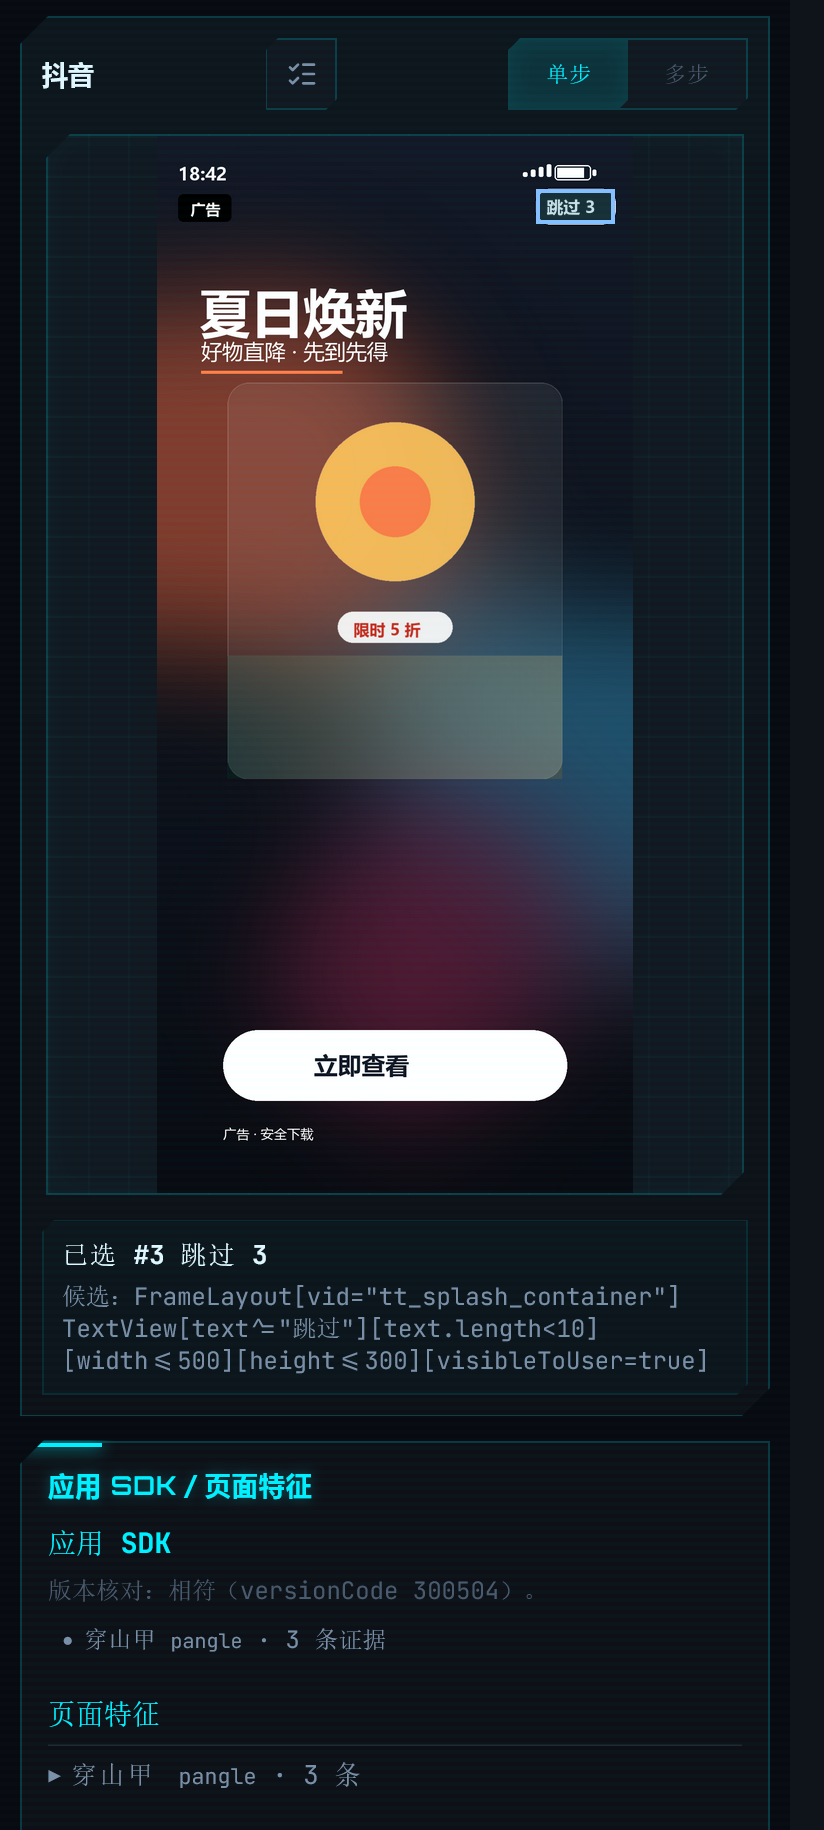 抖音
单步
多步
18:42
广告
跳过 3
夏日焕新
好物直降 · 先到先得
限时 5 折
立即查看
广告 · 安全下载
已选 #3 跳过 3
候选: FrameLayout[vid="tt_splash_container"]
TextView[text^="跳过"][text.length<10]
[width<=500][height<=300][visibleToUser=true]
应用 SDK / 页面特征
应用 SDK
版本核对: 相符（versionCode 300504）。
• 穿山甲 pangle · 3 条证据
页面特征
▶ 穿山甲 pangle · 3 条